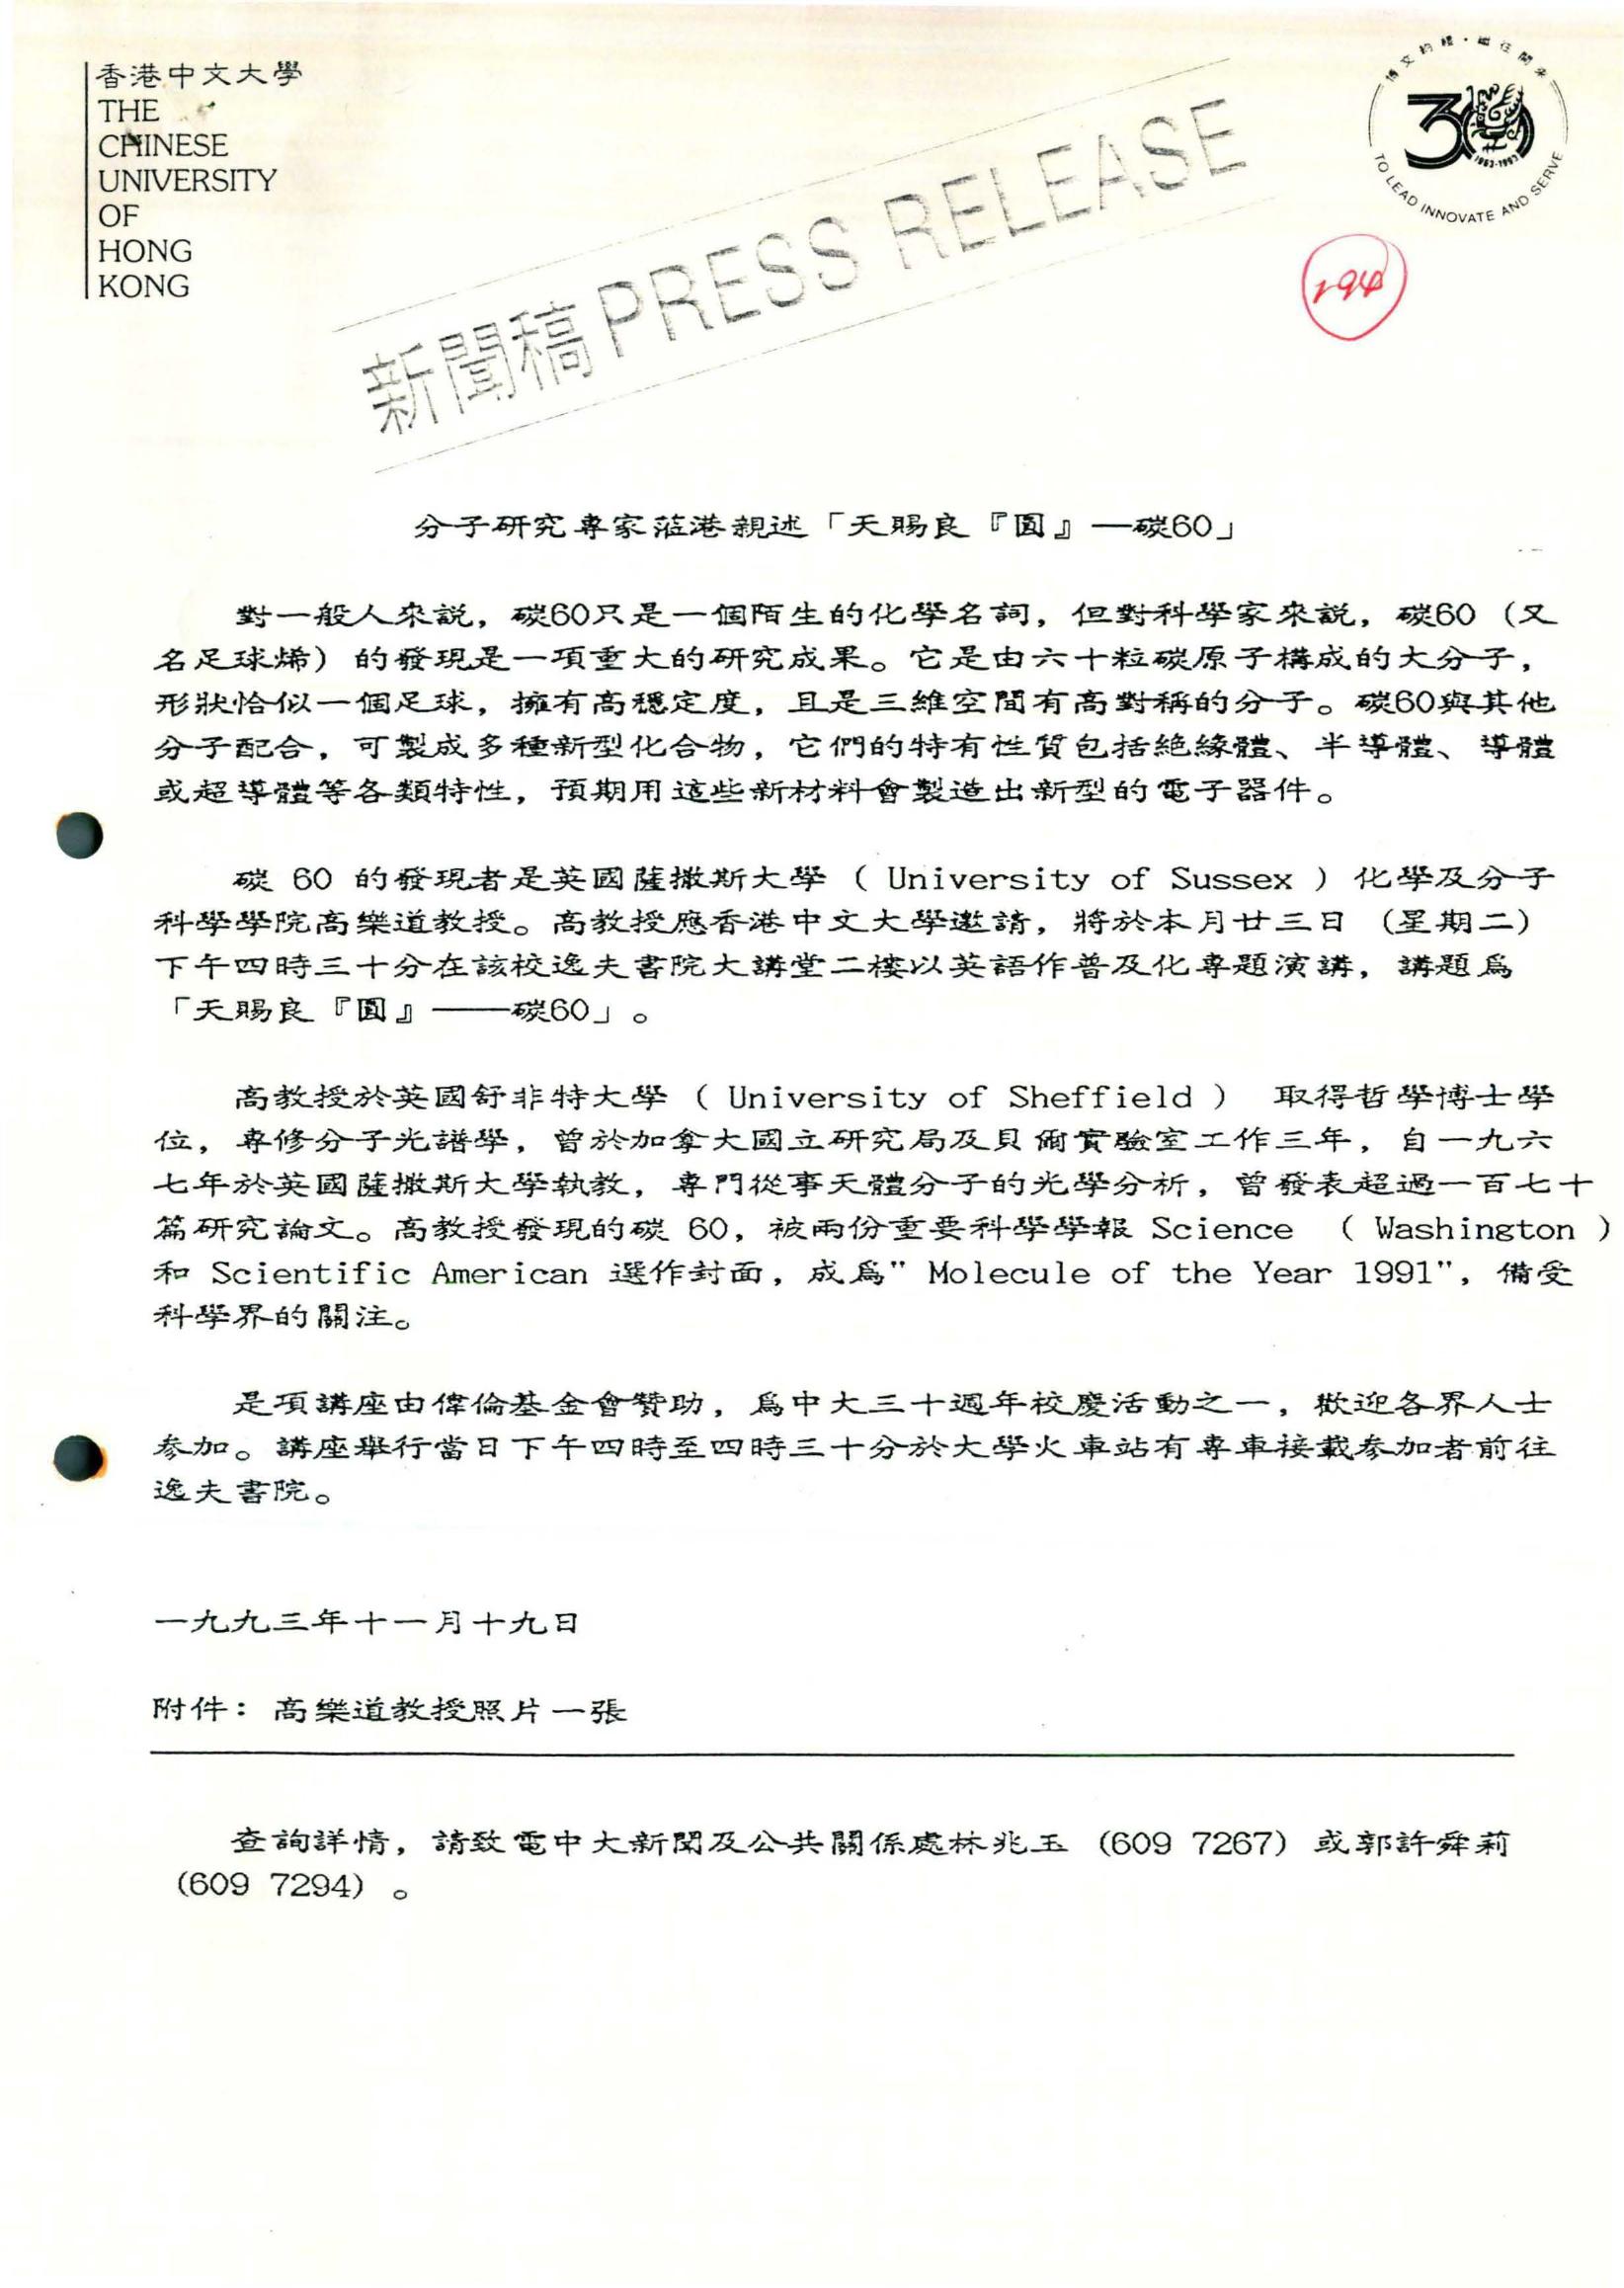 香港中文大學
THE
CHINESE
UNIVERSITY
OF
HONG
KONG
博文約禮·繼往開來
30
1963-1993
TO LEAD INNOVATE AND SERVE
194
新聞稿 PRESS RELEASE
分子研究專家蒞港親述「天賜良『圓』—碳60」
對一般人來説，碳60只是一個陌生的化學名詞，但對科學家來説，碳60（又
名足球烯）的發現是一項重大的研究成果。它是由六十粒碳原子構成的大分子，
形狀恰似一個足球，擁有高穩定度，且是三維空間有高對稱的分子。碳60與其他
分子配合，可製成多種新型化合物，它們的特有性質包括絶緣體、半導體、導體
或超導體等各類特性，預期用這些新材料會製造出新型的電子器件。
碳 60 的發現者是英國薩撒斯大學（ University of Sussex ）化學及分子
科學學院高樂道教授。高教授應香港中文大學邀請，將於本月廿三日（星期二）
下午四時三十分在該校逸夫書院大講堂二樓以英語作普及化專題演講，講題爲
「天賜良『圓』——碳60」。
高教授於英國舒非特大學（ University of Sheffield ） 取得哲學博士學
位，專修分子光譜學，曾於加拿大國立研究局及貝爾實驗室工作三年，自一九六
七年於英國薩撒斯大學執教，專門從事天體分子的光學分析，曾發表超過一百七十
篇研究論文。高教授發現的碳 60，被兩份重要科學學報 Science （ Washington ）
和 Scientific American 選作封面，成爲" Molecule of the Year 1991"，備受
科學界的關注。
是項講座由偉倫基金會贊助，爲中大三十週年校慶活動之一，歡迎各界人士
參加。講座舉行當日下午四時至四時三十分於大學火車站有專車接載參加者前往
逸夫書院。
一九九三年十一月十九日
附件：高樂道教授照片一張
查詢詳情，請致電中大新聞及公共關係處林兆玉（609 7267）或郭許舜莉
（609 7294）。